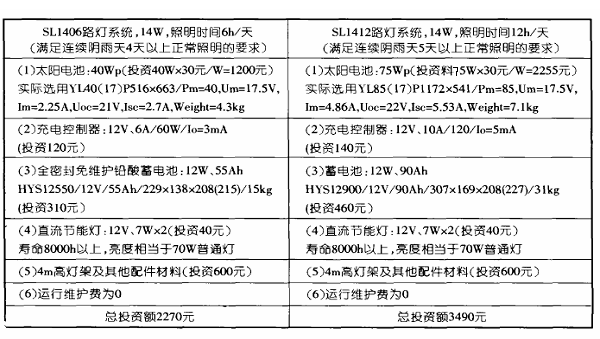 SL1406路灯系统，14W，照明时间6h/天
(满足连续阴雨天4天以上正常照明的要求)
(1)太阳电池：40Wp(投资40W×30元/W=1200元)
实际选用YL40(17)P516×663/Pm=40,Um=17.5V,
Im=2.25A,Uoc=21V,Isc=2.7A,Weight=4.3kg
(2)充电控制器：12V、6A/60W/Io=3mA
(投资120元)
(3)全密封免维护铅酸蓄电池：12W、55Ah
HYS12550/12V/55Ah/229×138×208(215)/15kg
(投资310元)
(4)直流节能灯：12V、7W×2(投资40元)
寿命8000h以上，亮度相当于70W普通灯
(5)4m高灯架及其他配件材料(投资600元)
(6)运行维护费为0
总投资额2270元
SL1412路灯系统，14W，照明时间12h/天
(满足连续阴雨天5天以上正常照明的要求)
(1)太阳电池：75Wp(投资料75W×30元/W=2255元)
实际选用YL85(17)P1172×541/Pm=85,Um=17.5V,
Im=4.86A,Uoc=22V,Isc=5.53A,Weight=7.1kg
(2)充电控制器：12V、10A/120/Io=5mA
(投资140元)
(3)蓄电池：12W、90Ah
HYS12900/12V/90Ah/307×169×208(227)/31kg
(投资460元)
(4)直流节能灯：12V、7W×2(投资40元)
寿命8000h以上，亮度相当于70W普通灯
(5)4m高灯架及其他配件材料(投资600元)
(6)运行维护费为0
总投资额3490元